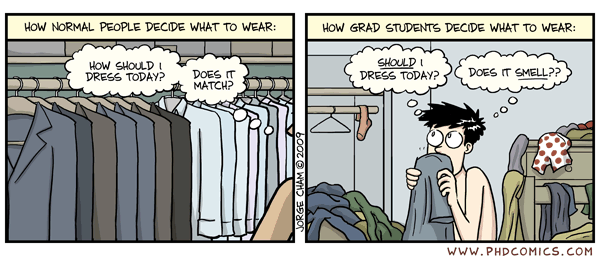 HOW NORMAL PEOPLE DECIDE WHAT TO WEAR:
HOW SHOULD I
DRESS TODAY?
DOES IT
MATCH?
JORGE CHAM © 2009
HOW GRAD STUDENTS DECIDE WHAT TO WEAR:
SHOULD I
DRESS TODAY?
DOES IT SMELL??
WWW.PHDCOMICS.COM